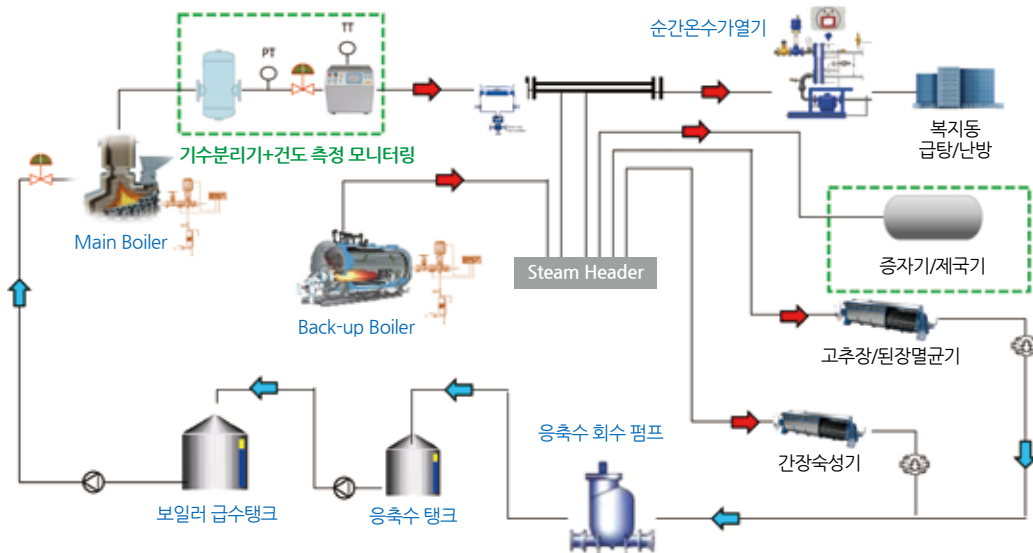 순간온수가열기
TT
PT
복지동
급탕/난방
기수분리기+건도 측정 모니터링
Main Boiler
증자기/제국기
Steam Header
Back-up Boiler
고추장/된장멸균기
응축수 회수 펌프
간장숙성기
보일러 급수탱크
응축수 탱크